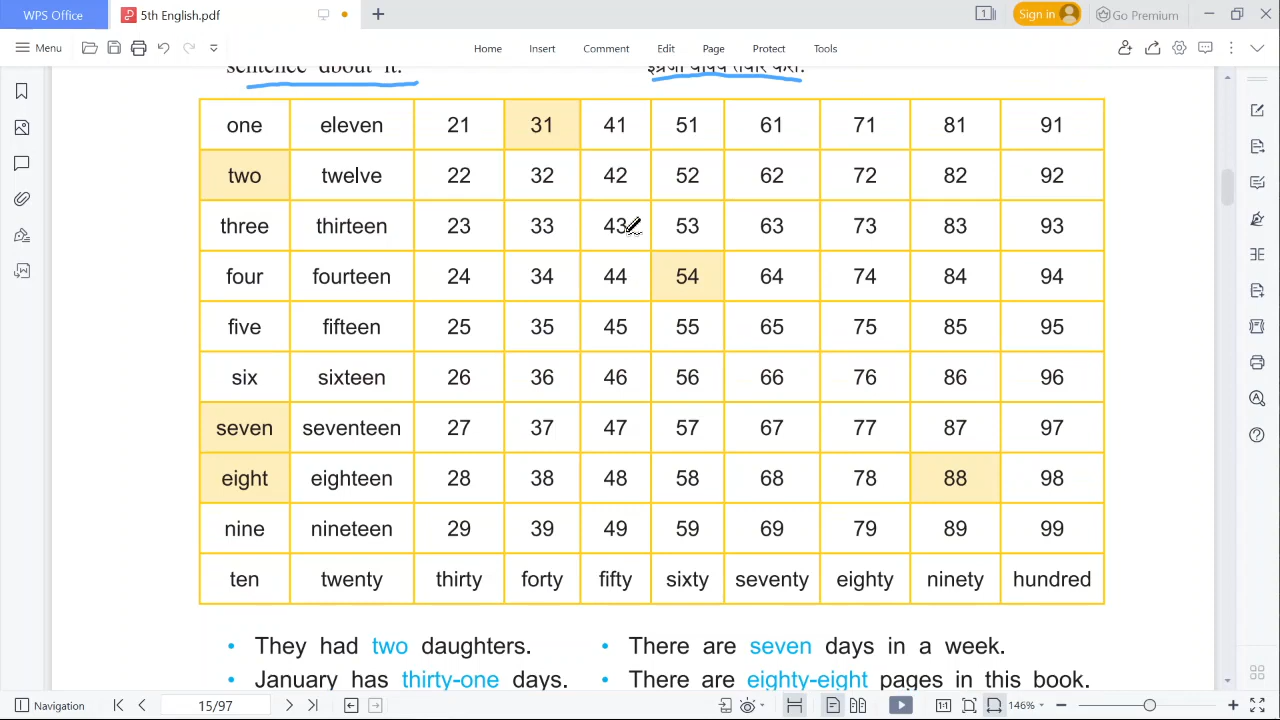 WPS Office 5th English.pdf Sign in Go Premium
Menu Home Insert Comment Edit Page Protect Tools
sentence about it. इंग्रजी वाक्य तयार करा.
one eleven 21 31 41 51 61 71 81 91
two twelve 22 32 42 52 62 72 82 92
three thirteen 23 33 43 53 63 73 83 93
four fourteen 24 34 44 54 64 74 84 94
five fifteen 25 35 45 55 65 75 85 95
six sixteen 26 36 46 56 66 76 86 96
seven seventeen 27 37 47 57 67 77 87 97
eight eighteen 28 38 48 58 68 78 88 98
nine nineteen 29 39 49 59 69 79 89 99
ten twenty thirty forty fifty sixty seventy eighty ninety hundred
• They had two daughters. • There are seven days in a week.
• January has thirty-one days. • There are eighty-eight pages in this book.
Navigation 15/97 1:1 146%